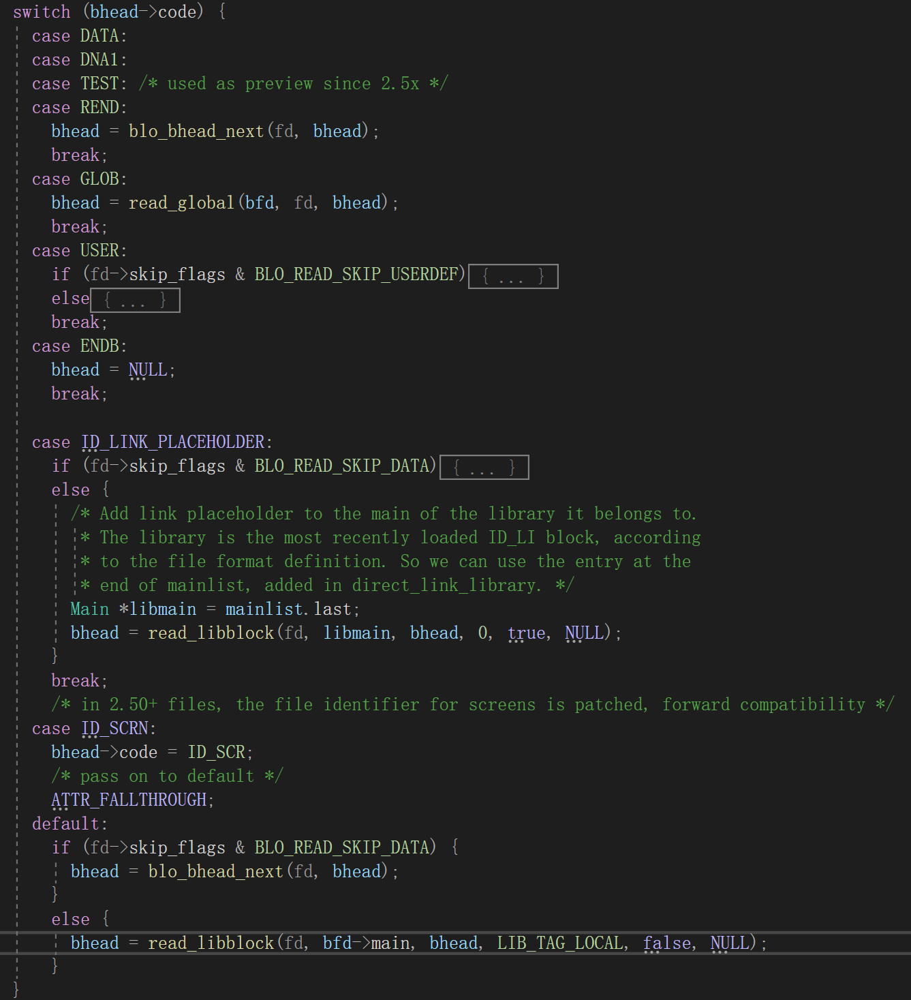 switch (bhead->code) {
case DATA:
case DNA1:
case TEST: /* used as preview since 2.5x */
case REND:
bhead = blo_bhead_next(fd, bhead);
break;
case GLOB:
bhead = read_global(bfd, fd, bhead);
break;
case USER:
if (fd->skip_flags & BLO_READ_SKIP_USERDEF) { ... }
else { ... }
break;
case ENDB:
bhead = NULL;
break;
case ID_LINK_PLACEHOLDER:
if (fd->skip_flags & BLO_READ_SKIP_DATA) { ... }
else {
/* Add link placeholder to the main of the library it belongs to.
* The library is the most recently loaded ID_LI block, according
* to the file format definition. So we can use the entry at the
* end of mainlist, added in direct_link_library. */
Main *libmain = mainlist.last;
bhead = read_libblock(fd, libmain, bhead, 0, true, NULL);
}
break;
/* in 2.50+ files, the file identifier for screens is patched, forward compatibility */
case ID_SCRN:
bhead->code = ID_SCR;
/* pass on to default */
ATTR_FALLTHROUGH;
default:
if (fd->skip_flags & BLO_READ_SKIP_DATA) {
bhead = blo_bhead_next(fd, bhead);
}
else {
bhead = read_libblock(fd, bfd->main, bhead, LIB_TAG_LOCAL, false, NULL);
}
}